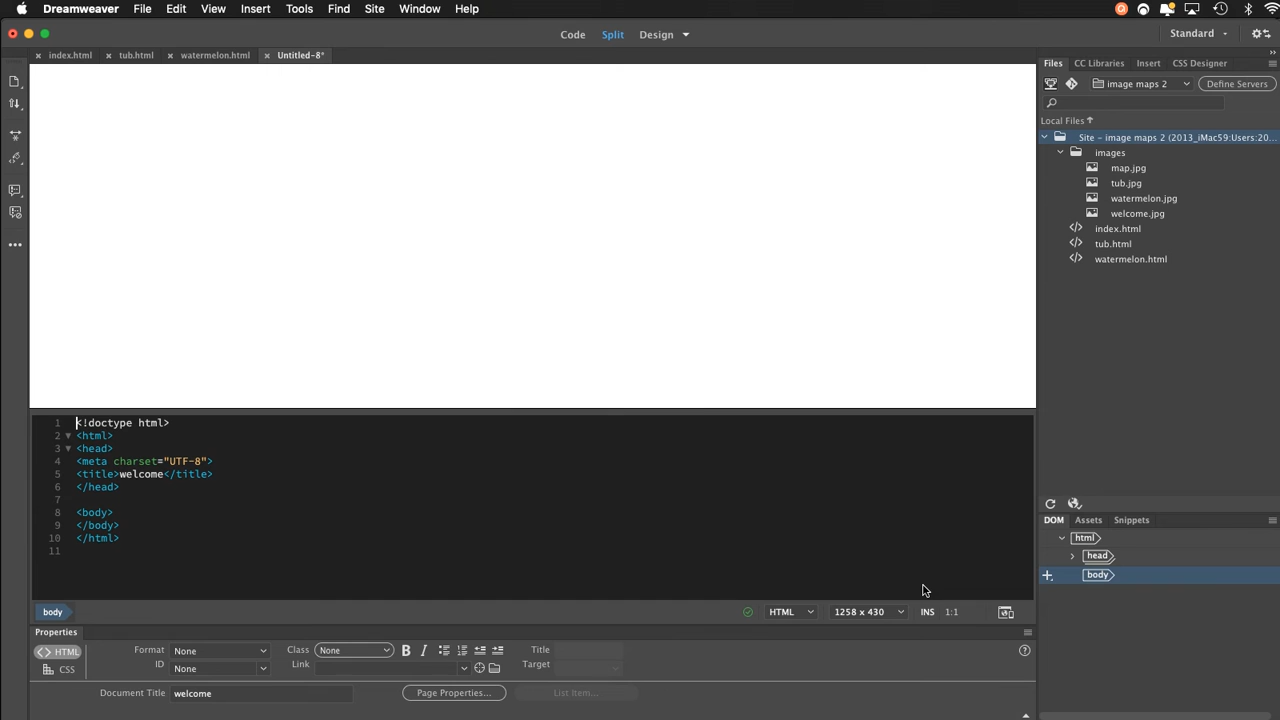 Dreamweaver File Edit View Insert Tools Find Site Window Help
Code Split Design Standard
index.html tub.html watermelon.html Untitled-8*
Files CC Libraries Insert CSS Designer
image maps 2 Define Servers
Local Files
Site – image maps 2 (2013_iMac59:Users:20...
images
map.jpg
tub.jpg
watermelon.jpg
welcome.jpg
index.html
tub.html
watermelon.html
1 <!doctype html>
2 <html>
3 <head>
4 <meta charset="UTF-8">
5 <title>welcome</title>
6 </head>
7
8 <body>
9 </body>
10 </html>
11
body HTML 1258 x 430 INS 1:1
DOM Assets Snippets
html
head
body
Properties
HTML Format None Class None B I Title
CSS ID None Link Target
Document Title welcome Page Properties... List Item...